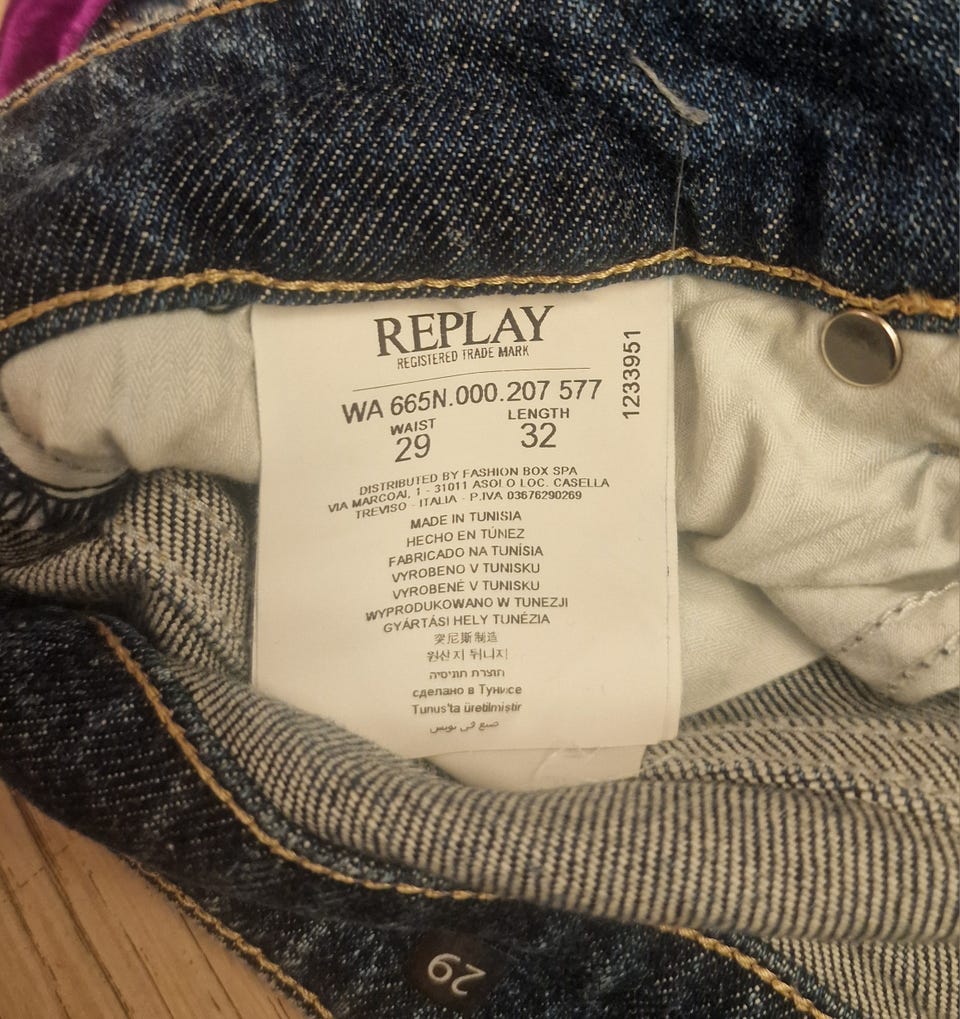 REPLAY
REGISTERED TRADE MARK
WA 665N.000.207 577
1233951
WAIST LENGTH
29 32
DISTRIBUTED BY FASHION BOX SPA
VIA MARCOAI, 1 - 31011 ASOLO LOC. CASELLA
TREVISO - ITALIA - P.IVA 03676290269
MADE IN TUNISIA
HECHO EN TÚNEZ
FABRICADO NA TUNÍSIA
VYROBENO V TUNISKU
VYROBENÉ V TUNISKU
WYPRODUKOWANO W TUNEZJI
GYÁRTÁSI HELY TUNÉZIA
突尼斯制造
원산지 튀니지
תוצרת תוניסיה
сделано в Тунисе
Tunus'ta üretilmiştir
صنع في تونس
29